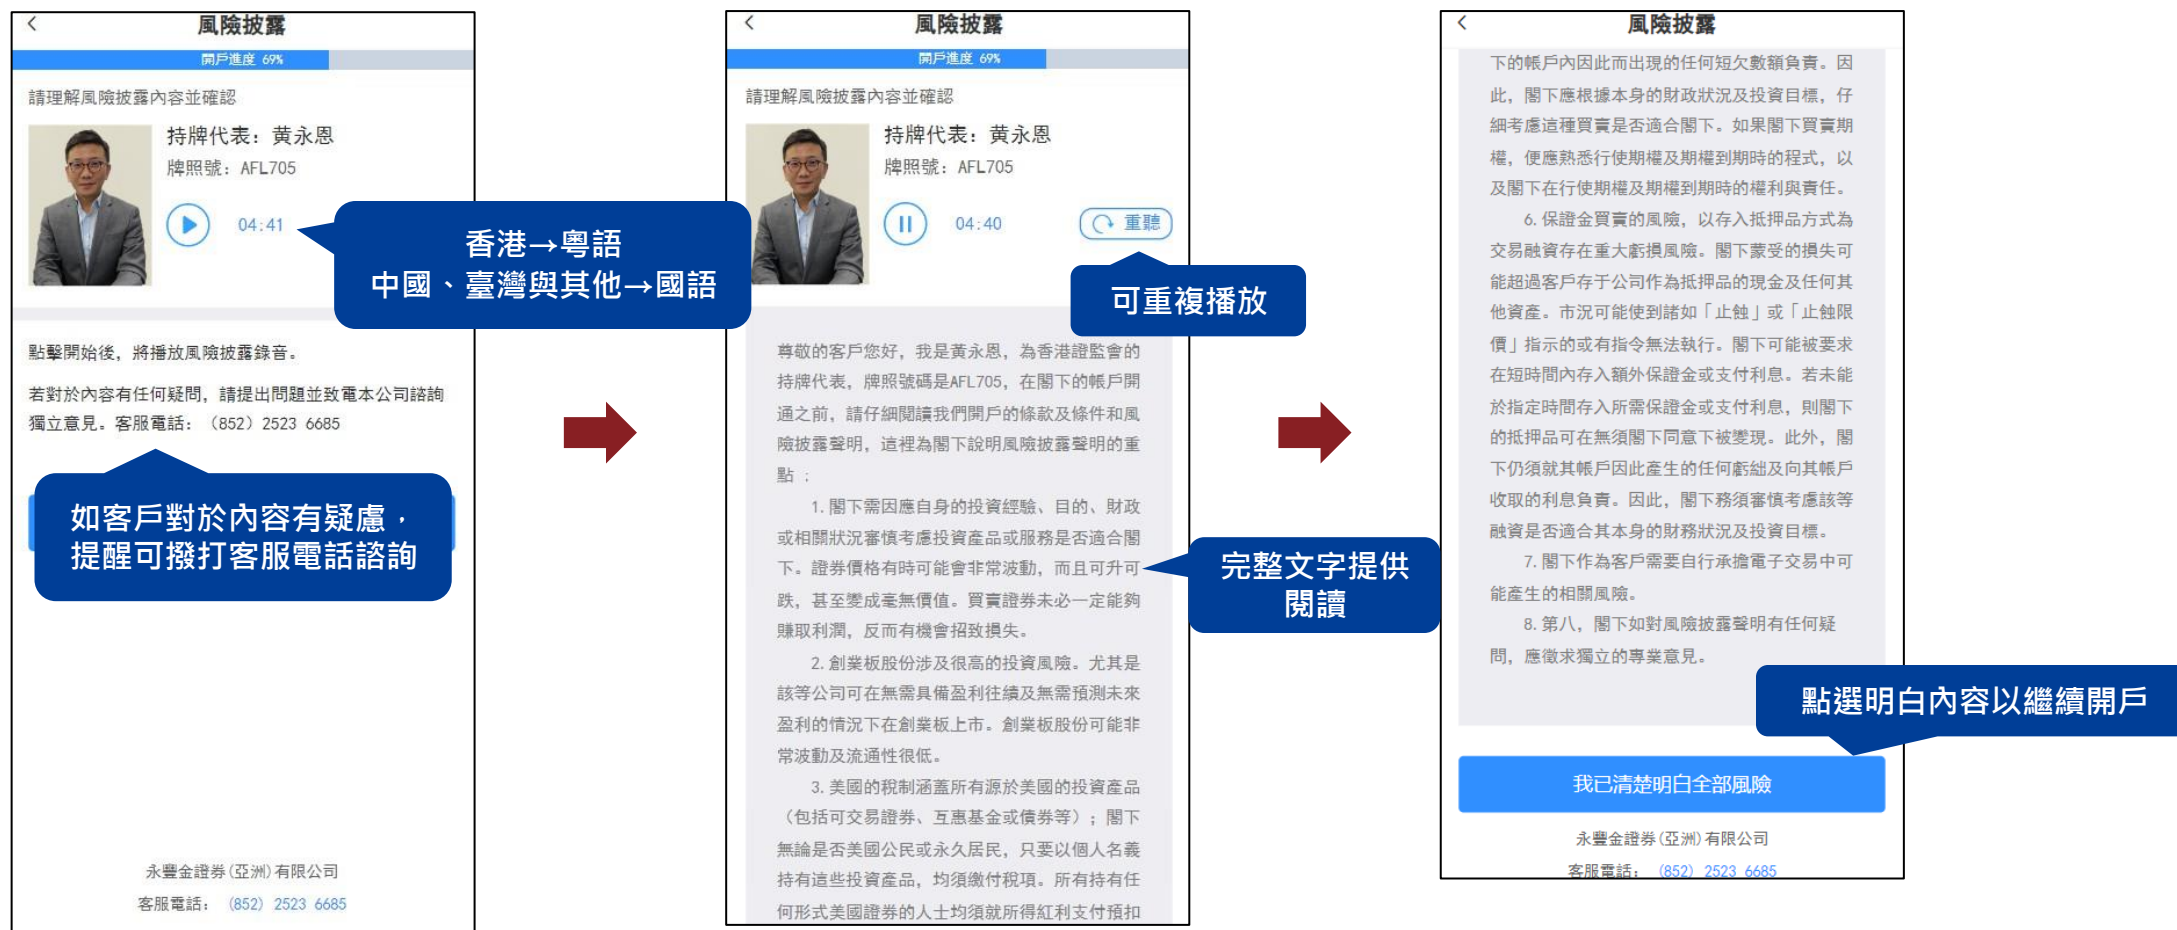 風險披露
開戶進度 69%
請理解風險披露內容並確認
持牌代表：黃永恩
牌照號：AFL705
04:41
香港→粵語
中國、臺灣與其他→國語
點擊開始後，將播放風險披露錄音。
若對於內容有任何疑問，請提出問題並致電本公司諮詢
獨立意見。客服電話：（852）2523 6685
如客戶對於內容有疑慮，
提醒可撥打客服電話諮詢
永豐金證券(亞洲)有限公司
客服電話：（852）2523 6685
風險披露
開戶進度 69%
請理解風險披露內容並確認
持牌代表：黃永恩
牌照號：AFL705
04:40
重聽
可重複播放
尊敬的客戶您好，我是黃永恩，為香港證監會的
持牌代表，牌照號碼是AFL705，在閣下的帳戶開
通之前，請仔細閱讀我們開戶的條款及條件和風
險披露聲明，這裡為閣下說明風險披露聲明的重
點：
1. 閣下需因應自身的投資經驗、目的、財政
或相關狀況審慎考慮投資產品或服務是否適合閣
下。證券價格有時可能會非常波動，而且可升可
跌，甚至變成毫無價值。買賣證券未必一定能夠
賺取利潤，反而有機會招致損失。
2. 創業板股份涉及很高的投資風險。尤其是
該等公司可在無需具備盈利往績及無需預測未來
盈利的情況下在創業板上市。創業板股份可能非
常波動及流通性很低。
3. 美國的稅制涵蓋所有源於美國的投資產品
（包括可交易證券、互惠基金或債券等）；閣下
無論是否美國公民或永久居民，只要以個人名義
持有這些投資產品，均須繳付稅項。所有持有任
何形式美國證券的人士均須就所得紅利支付預扣
完整文字提供
閱讀
風險披露
下的帳戶內因此而出現的任何短欠數額負責。因
此，閣下應根據本身的財政狀況及投資目標，仔
細考慮這種買賣是否適合閣下。如果閣下買賣期
權，便應熟悉行使期權及期權到期時的程式，以
及閣下在行使期權及期權到期時的權利與責任。
6. 保證金買賣的風險，以存入抵押品方式為
交易融資存在重大虧損風險。閣下蒙受的損失可
能超過客戶存于公司作為抵押品的現金及任何其
他資產。市況可能使到諸如「止蝕」或「止蝕限
價」指示的或有指令無法執行。閣下可能被要求
在短時間內存入額外保證金或支付利息。若未能
於指定時間存入所需保證金或支付利息，則閣下
的抵押品可在無須閣下同意下被變現。此外，閣
下仍須就其帳戶因此產生的任何虧絀及向其帳戶
收取的利息負責。因此，閣下務須審慎考慮該等
融資是否適合其本身的財務狀況及投資目標。
7. 閣下作為客戶需要自行承擔電子交易中可
能產生的相關風險。
8. 第八，閣下如對風險披露聲明有任何疑
問，應徵求獨立的專業意見。
點選明白內容以繼續開戶
我已清楚明白全部風險
永豐金證券(亞洲)有限公司
客服電話：（852）2523 6685